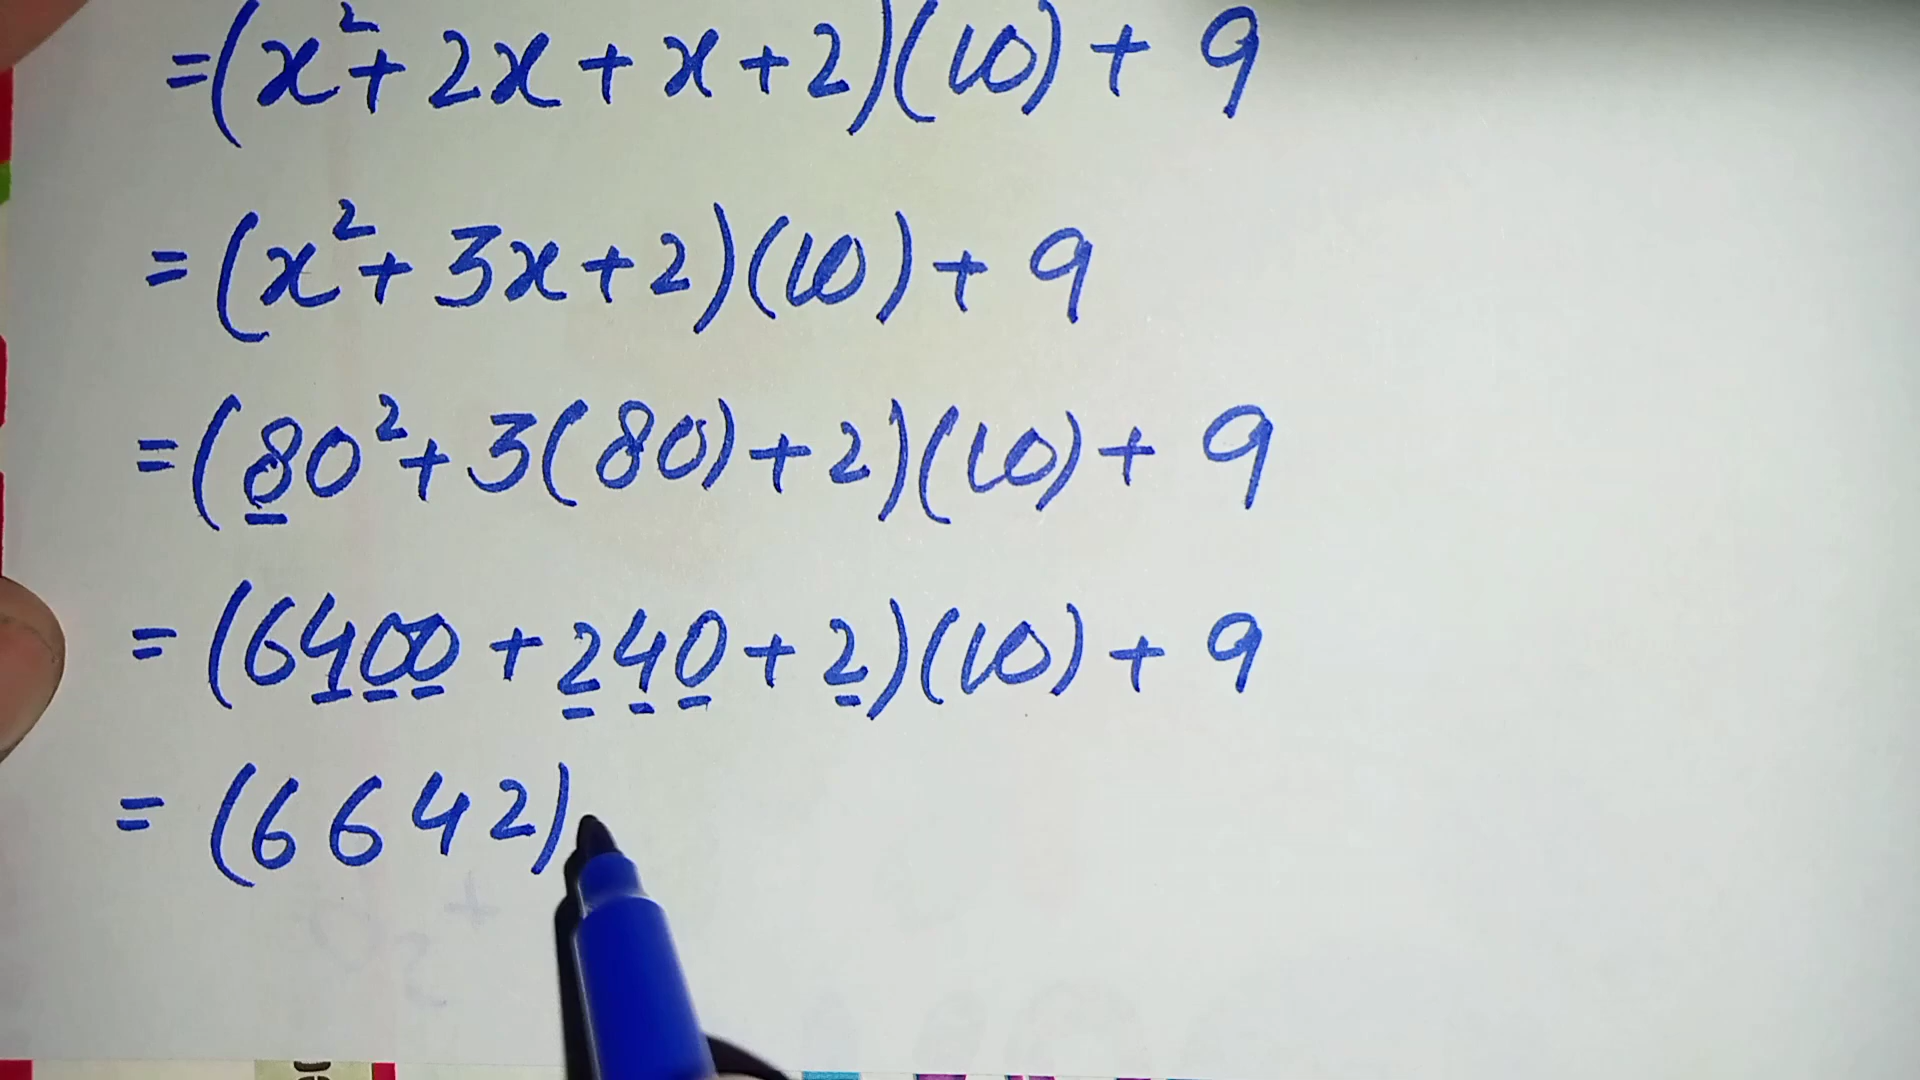 =(x²+2x+x+2)(10)+9
=(x²+3x+2)(10)+9
=(80²+3(80)+2)(10)+9
=(6400+240+2)(10)+9
=(6642)